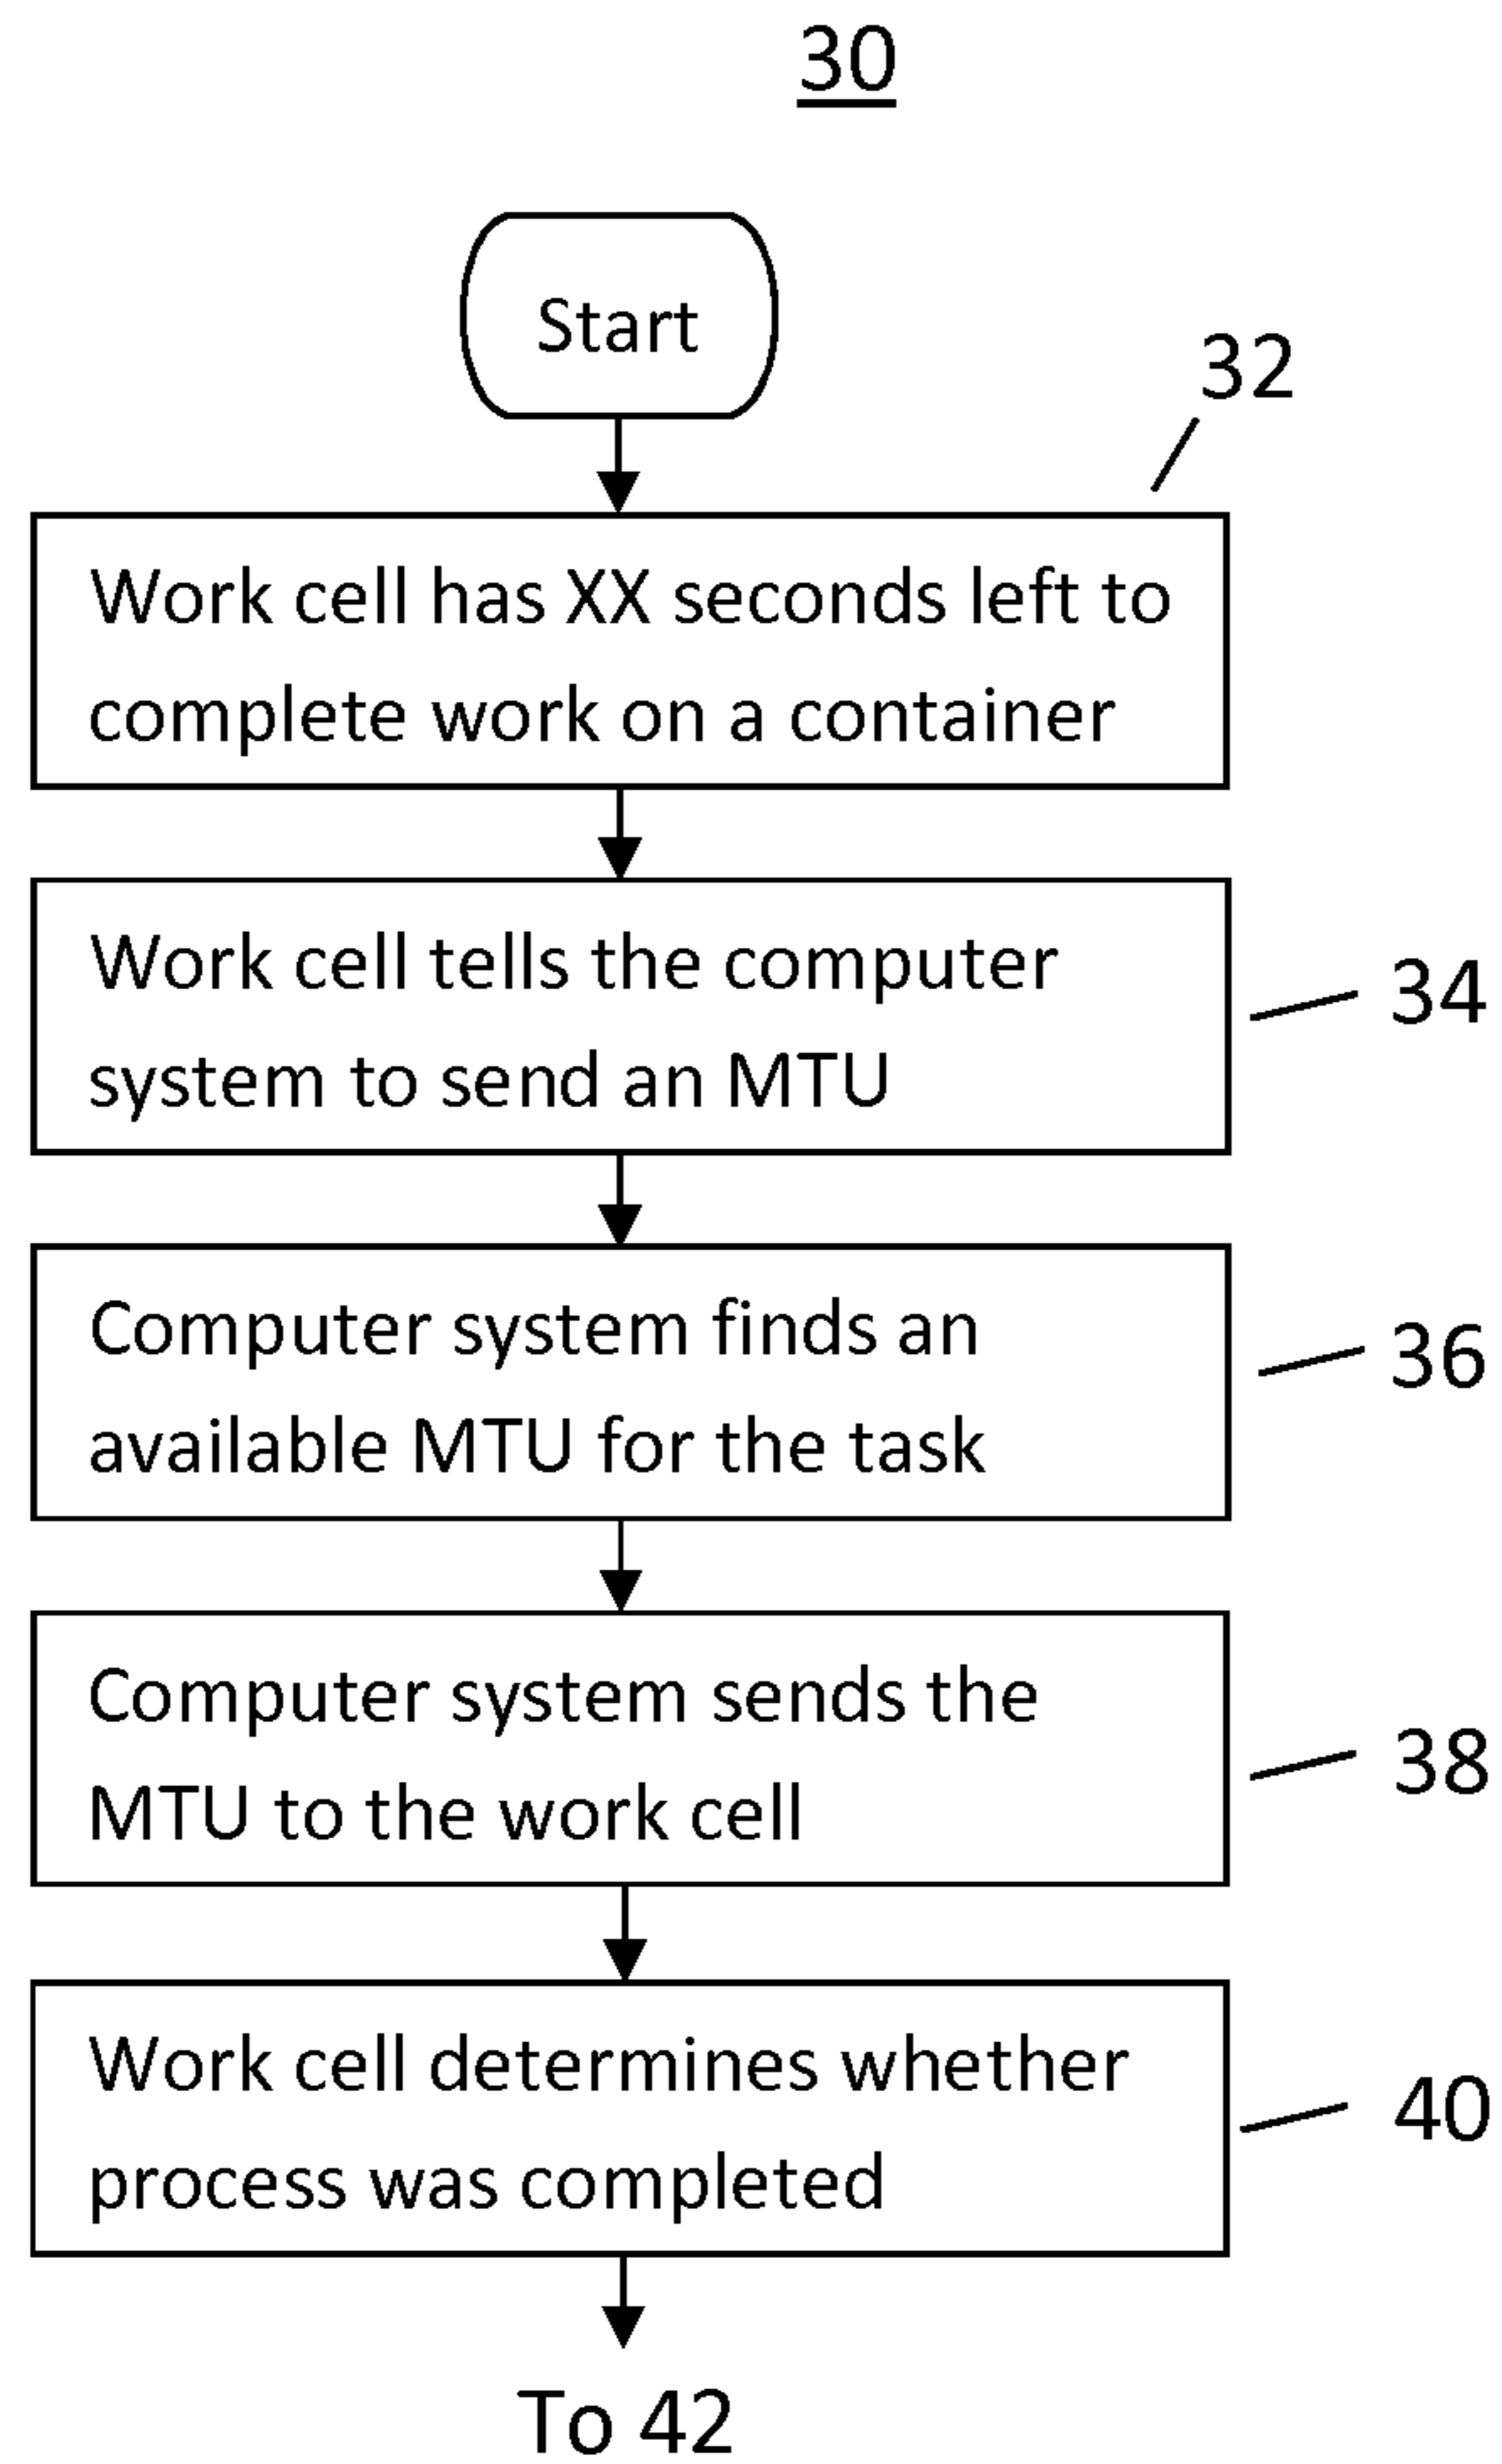 30
Start
32
Work cell has XX seconds left to
complete work on a container
Work cell tells the computer
system to send an MTU
34
Computer system finds an
available MTU for the task
36
Computer system sends the
MTU to the work cell
38
Work cell determines whether
process was completed
40
To 42